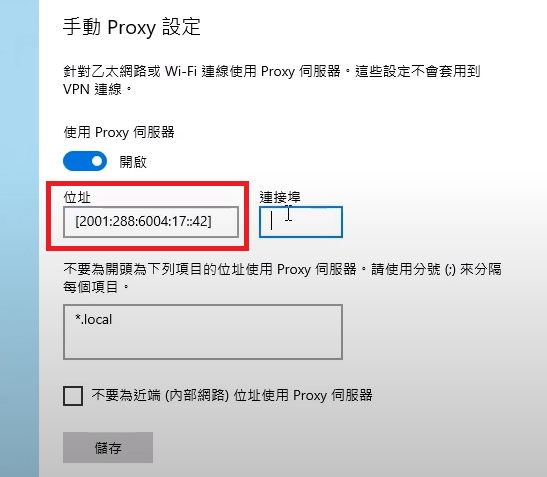 手動 Proxy 設定
針對乙太網路或 Wi-Fi 連線使用 Proxy 伺服器。這些設定不會套用到
VPN 連線。
使用 Proxy 伺服器
開啟
位址 連接埠
[2001:288:6004:17::42]
不要為開頭為下列項目的位址使用 Proxy 伺服器。請使用分號 (;) 來分隔
每個項目。
*.local
不要為近端 (內部網路) 位址使用 Proxy 伺服器
儲存